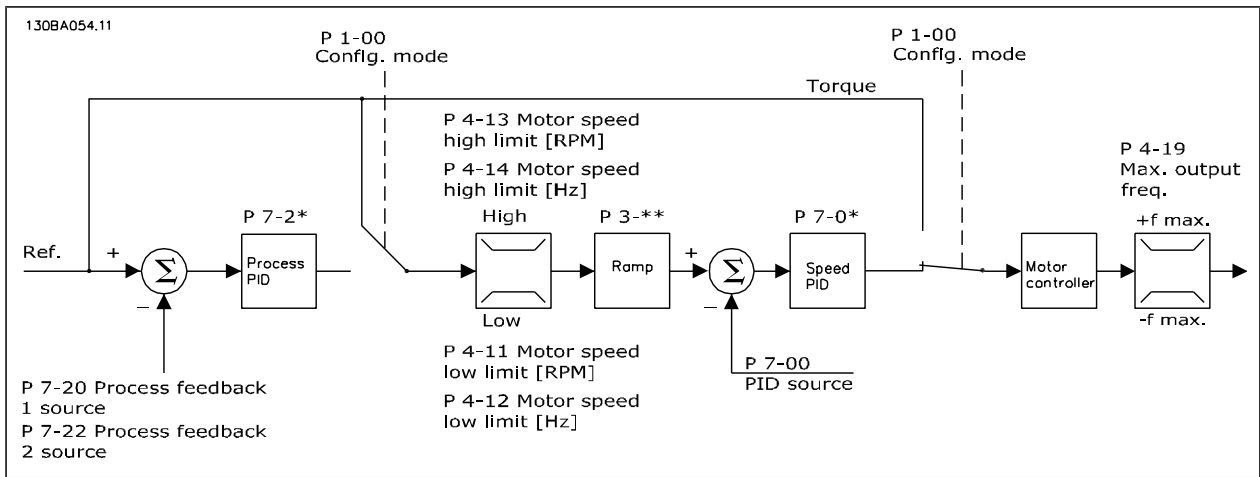 130BA054.11
P 1-00
Config. mode
P 1-00
Config. mode
Torque
P 4-13 Motor speed
high limit [RPM]
P 4-14 Motor speed
high limit [Hz]
P 4-19
Max. output
freq.
P 7-2*
High
P 3-**
P 7-0*
+f max.
Ref.
+
Σ
Process
PID
Ramp
+
Σ
Speed
PID
Motor
controller
_
Low
_
-f max.
P 7-20 Process feedback
1 source
P 7-22 Process feedback
2 source
P 4-11 Motor speed
low limit [RPM]
P 4-12 Motor speed
low limit [Hz]
P 7-00
PID source